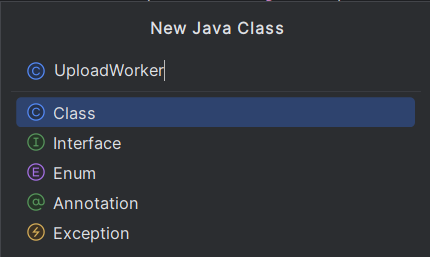 New Java Class
C UploadWorker
C Class
I Interface
E Enum
@ Annotation
Exception